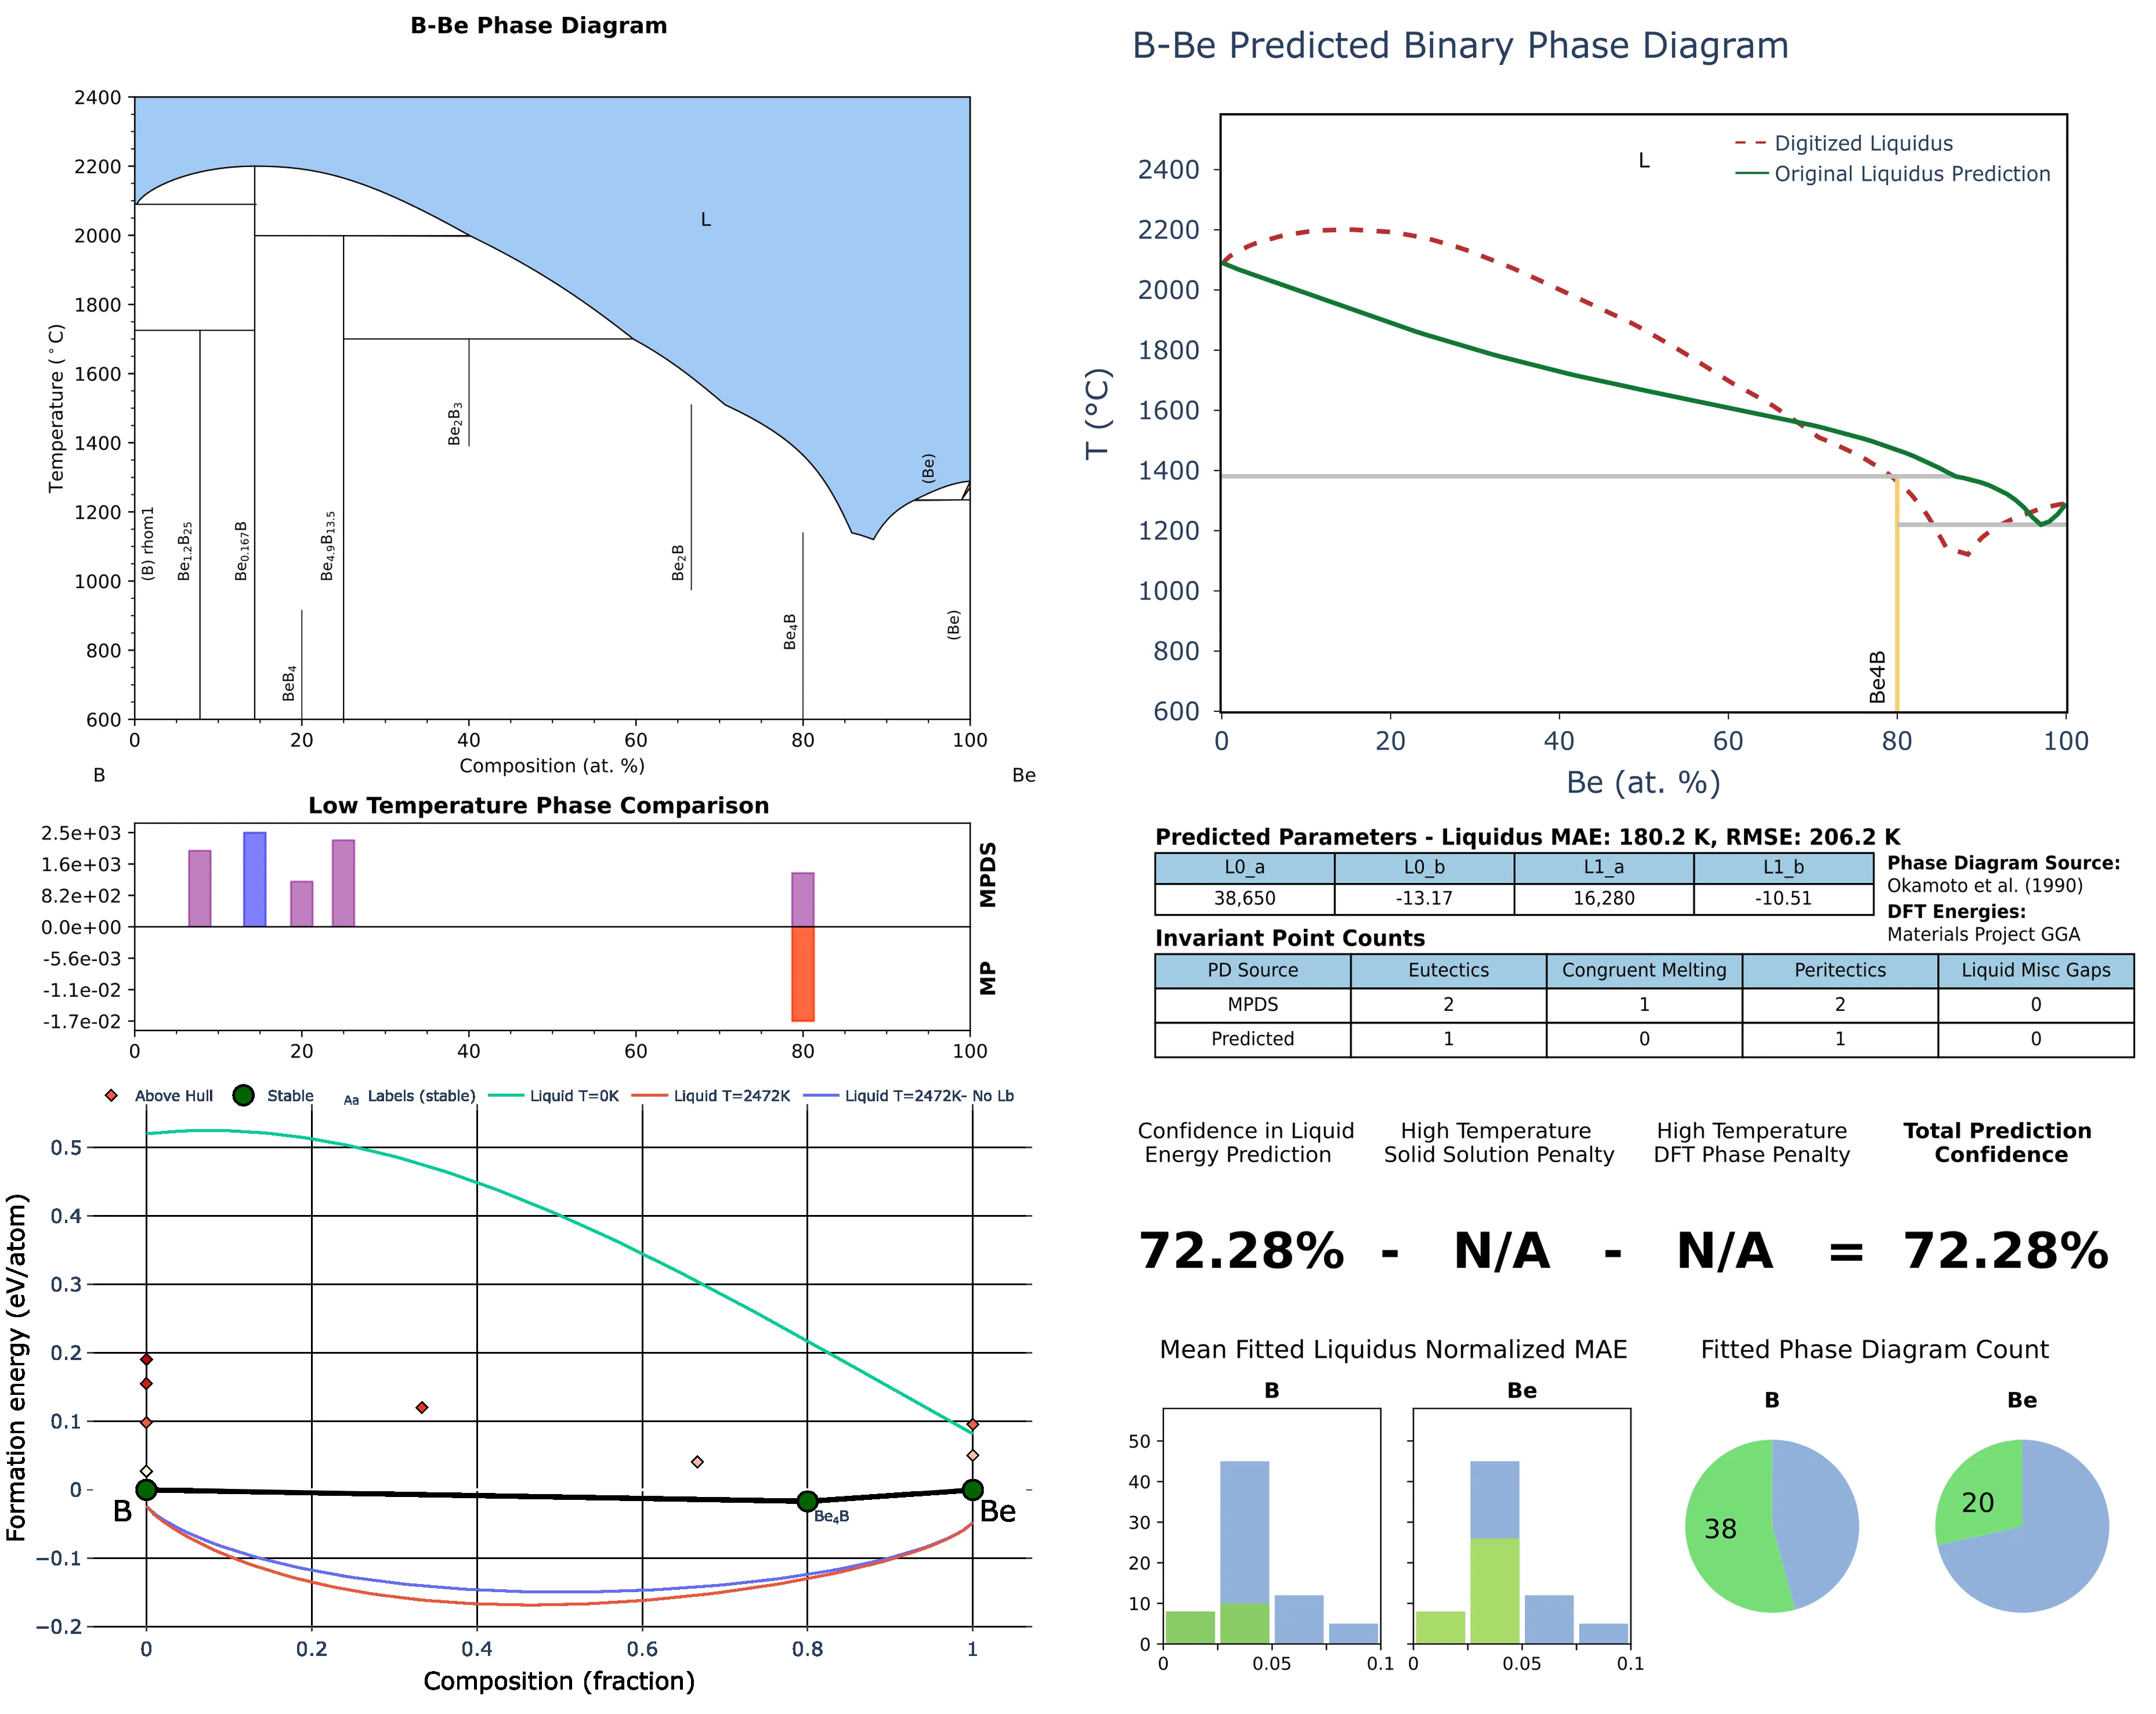 B-Be Phase Diagram
2400
2200
2000
1800
1600
1400
1200
1000
800
600
Temperature (°C)
L
(B) rhom1
Be1.2B25
Be0.167B
BeB4
Be4.9B13.5
Be2B3
Be2B
Be4B
(Be)
(Be)
0 20 40 60 80 100
Composition (at. %)
B Be
Low Temperature Phase Comparison
2.5e+03
1.6e+03
8.2e+02
0.0e+00
-5.6e-03
-1.1e-02
-1.7e-02
MPDS
MP
0 20 40 60 80 100
Above Hull Stable Aa Labels (stable) Liquid T=0K Liquid T=2472K Liquid T=2472K- No Lb
0.5
0.4
0.3
0.2
0.1
0
−0.1
−0.2
Formation energy (eV/atom)
B
Be4B
Be
0 0.2 0.4 0.6 0.8 1
Composition (fraction)
B-Be Predicted Binary Phase Diagram
L
Digitized Liquidus
Original Liquidus Prediction
2400
2200
2000
1800
1600
1400
1200
1000
800
600
T (°C)
Be4B
0 20 40 60 80 100
Be (at. %)
Predicted Parameters - Liquidus MAE: 180.2 K, RMSE: 206.2 K
L0_a L0_b L1_a L1_b
38,650 -13.17 16,280 -10.51
Phase Diagram Source:
Okamoto et al. (1990)
DFT Energies:
Materials Project GGA
Invariant Point Counts
PD Source Eutectics Congruent Melting Peritectics Liquid Misc Gaps
MPDS 2 1 2 0
Predicted 1 0 1 0
Confidence in Liquid
Energy Prediction
High Temperature
Solid Solution Penalty
High Temperature
DFT Phase Penalty
Total Prediction
Confidence
72.28% - N/A - N/A = 72.28%
Mean Fitted Liquidus Normalized MAE
B Be
50
40
30
20
10
0
0 0.05 0.1 0 0.05 0.1
Fitted Phase Diagram Count
B Be
38 20